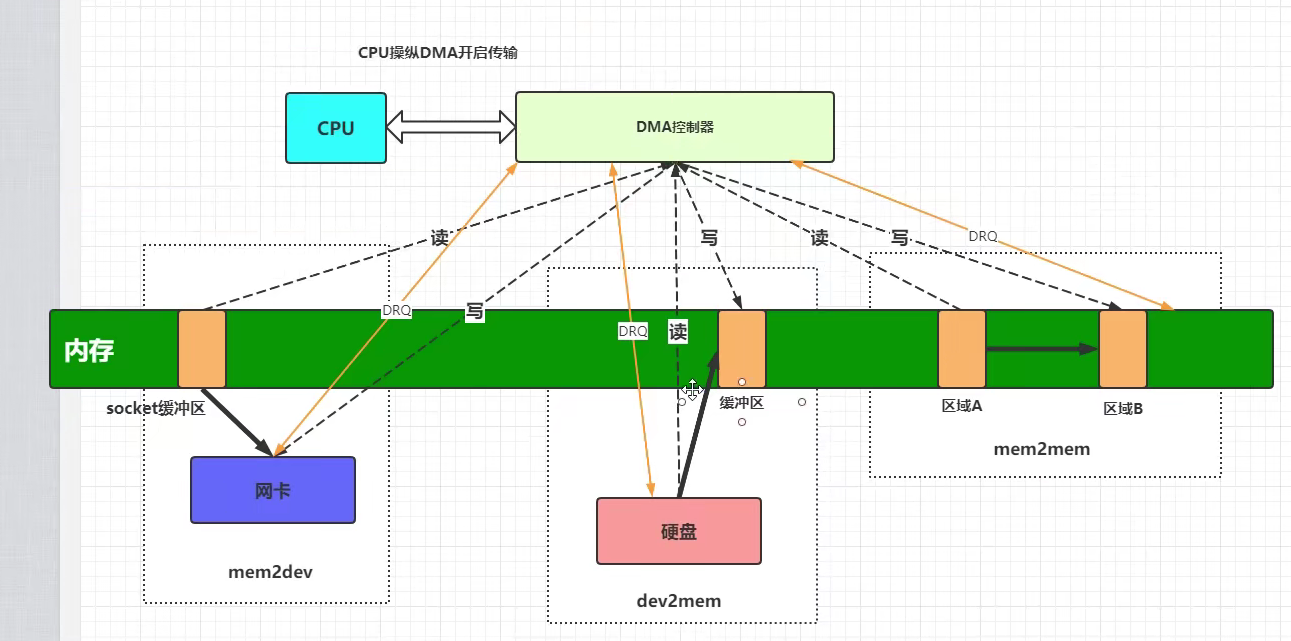 CPU操纵DMA开启传输
CPU
DMA控制器
读
写
读
写
DRQ
DRQ
写
DRQ
读
内存
socket缓冲区
缓冲区
区域A
区域B
mem2mem
网卡
硬盘
mem2dev
dev2mem